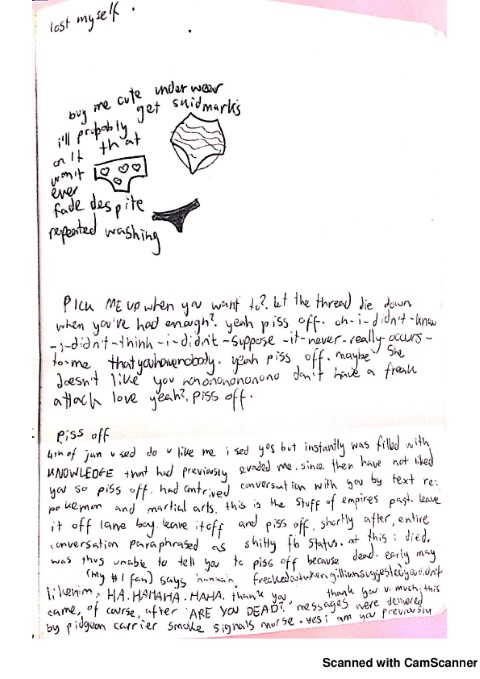 lost myself.
buy me cute underwear
i'll probably get skidmarks
on it that
won't
ever
fade despite
repeated washing
PICK ME UP when you want to?. let the thread die down
when you've had enough?. yeah piss off. oh-i-didn't-know
-i-didn't-think-i-didn't-suppose-it-never-really-occurs-
to-me, that you have nobody. yeah piss off. maybe she
doesn't like you nononononono don't have a freak
attack love yeah?. piss off.
piss off
4th of jan u sed do u like me i sed yes but instantly was filled with
KNOWLEDGE that had previously evaded me. since then have not liked
you so piss off. had contrived conversation with you by text re:
pokemon and martial arts. this is the stuff of empires past. leave
it off lame boy. leave it off and piss off. shortly after, entire
conversation paraphrased as shitty fb status. at this i died.
was thus unable to tell you to piss off because dead. early may
(my #1 fan) says
like him; HA. HAHAHA. HAHA. thank you, thank you v. much; this
came, of course, after 'ARE YOU DEAD?' messages were delivered
by pidgeon carrier smoke signals morse. yes i am you previously
Scanned with CamScanner